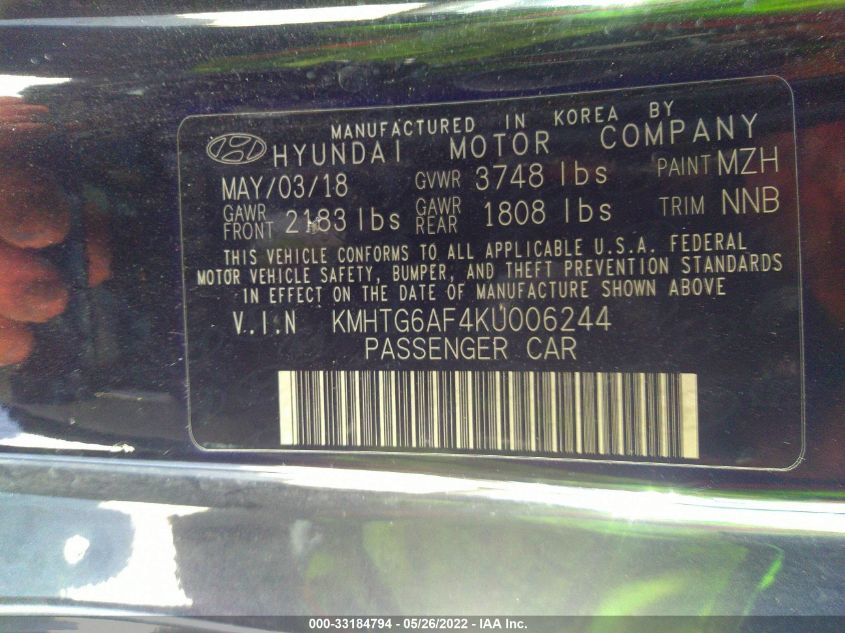 MANUFACTURED IN KOREA BY
HYUNDAI MOTOR COMPANY
MAY/03/18 GVWR 3748 lbs PAINT MZH
GAWR FRONT 2183 lbs GAWR REAR 1808 lbs TRIM NNB
THIS VEHICLE CONFORMS TO ALL APPLICABLE U.S.A. FEDERAL
MOTOR VEHICLE SAFETY, BUMPER, AND THEFT PREVENTION STANDARDS
IN EFFECT ON THE DATE OF MANUFACTURE SHOWN ABOVE
V.I.N KMHTG6AF4KU006244
PASSENGER CAR
000-33184794 - 05/26/2022 - IAA Inc.